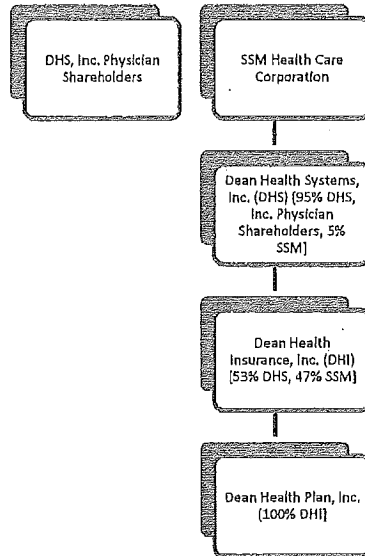 DHS, Inc. Physician
Shareholders
SSM Health Care
Corporation
Dean Health Systems,
Inc. (DHS) [95% DHS,
Inc. Physician
Shareholders, 5%
SSM]
Dean Health
Insurance, Inc. (DHI)
[53% DHS, 47% SSM]
Dean Health Plan, Inc.
(100% DHI]